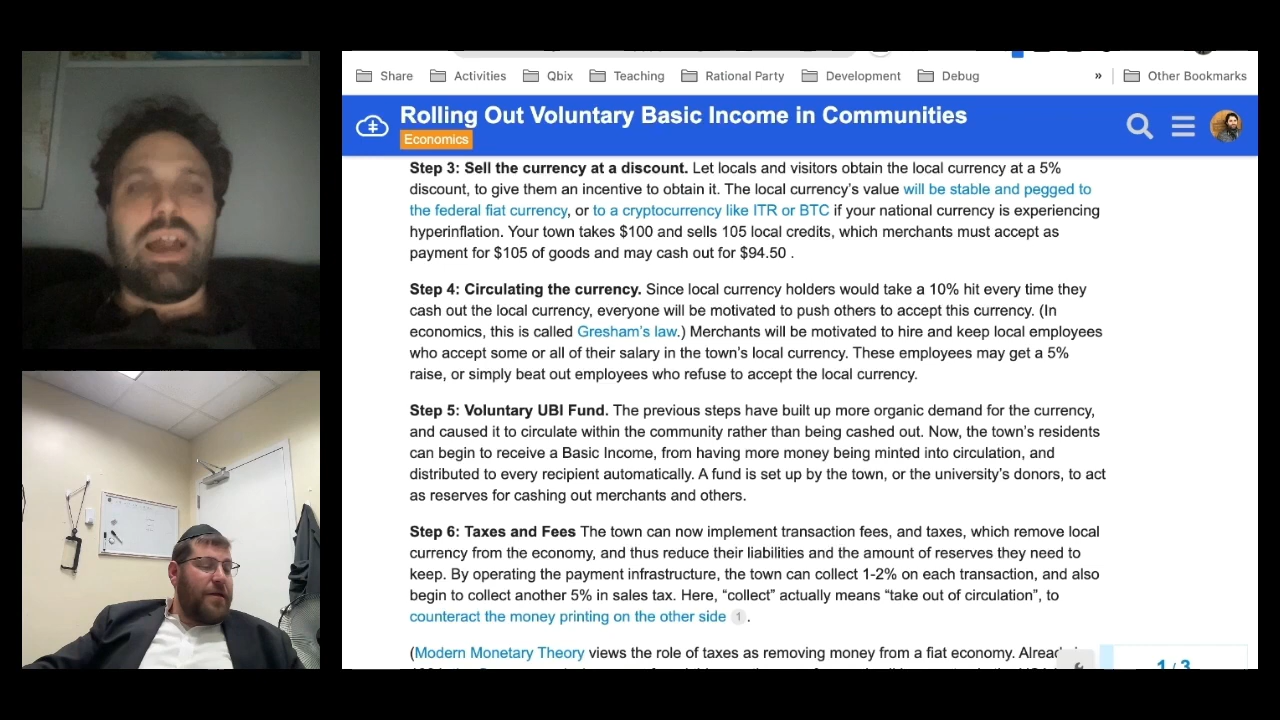 Share
Activities
Qbix
Teaching
Rational Party
Development
Debug
»
Other Bookmarks
Rolling Out Voluntary Basic Income in Communities
Economics
Step 3: Sell the currency at a discount. Let locals and visitors obtain the local currency at a 5%
discount, to give them an incentive to obtain it. The local currency's value will be stable and pegged to
the federal fiat currency, or to a cryptocurrency like ITR or BTC if your national currency is experiencing
hyperinflation. Your town takes $100 and sells 105 local credits, which merchants must accept as
payment for $105 of goods and may cash out for $94.50 .
Step 4: Circulating the currency. Since local currency holders would take a 10% hit every time they
cash out the local currency, everyone will be motivated to push others to accept this currency. (In
economics, this is called Gresham's law.) Merchants will be motivated to hire and keep local employees
who accept some or all of their salary in the town's local currency. These employees may get a 5%
raise, or simply beat out employees who refuse to accept the local currency.
Step 5: Voluntary UBI Fund. The previous steps have built up more organic demand for the currency,
and caused it to circulate within the community rather than being cashed out. Now, the town's residents
can begin to receive a Basic Income, from having more money being minted into circulation, and
distributed to every recipient automatically. A fund is set up by the town, or the university's donors, to act
as reserves for cashing out merchants and others.
Step 6: Taxes and Fees The town can now implement transaction fees, and taxes, which remove local
currency from the economy, and thus reduce their liabilities and the amount of reserves they need to
keep. By operating the payment infrastructure, the town can collect 1-2% on each transaction, and also
begin to collect another 5% in sales tax. Here, “collect” actually means “take out of circulation”, to
counteract the money printing on the other side 1 .
(Modern Monetary Theory views the role of taxes as removing money from a fiat economy.
1 / 3